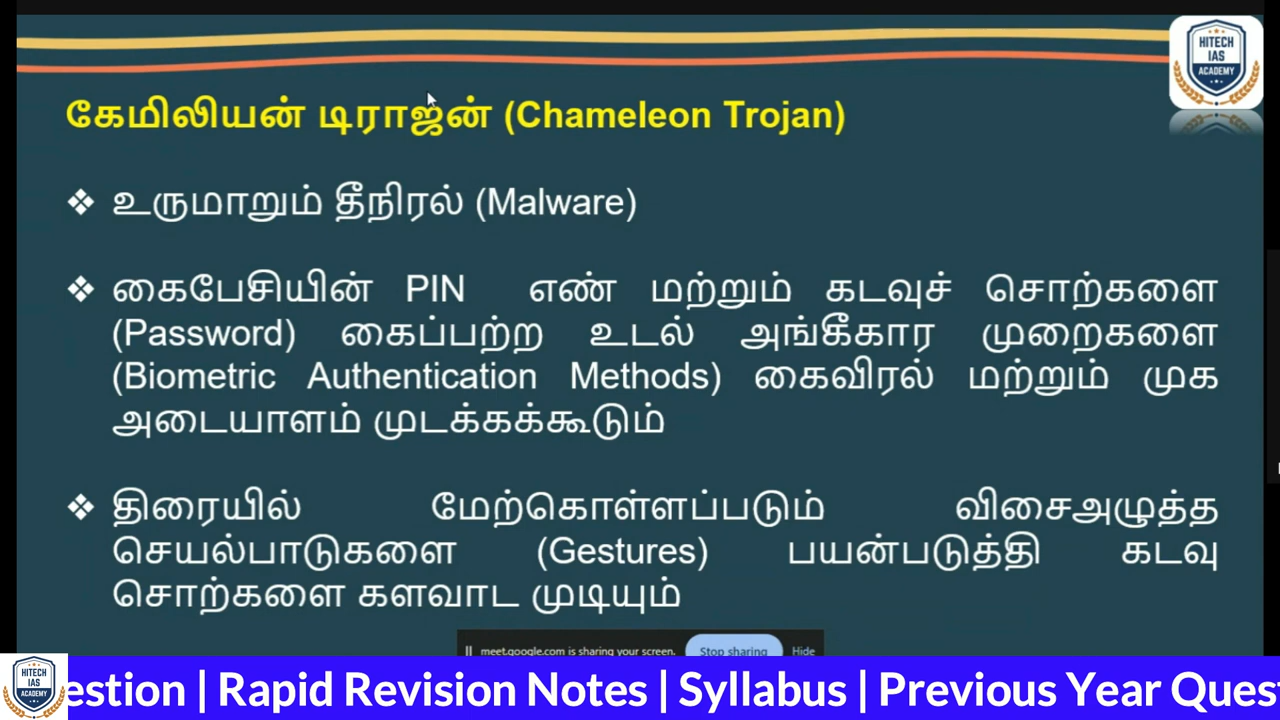 HITECH
IAS
ACADEMY
கேமிலியன் டிராஜன் (Chameleon Trojan)
❖ உருமாறும் தீநிரல் (Malware)
❖ கைபேசியின் PIN எண் மற்றும் கடவுச் சொற்களை
(Password) கைப்பற்ற உடல் அங்கீகார முறைகளை
(Biometric Authentication Methods) கைவிரல் மற்றும் முக
அடையாளம் முடக்கக்கூடும்
❖ திரையில் மேற்கொள்ளப்படும் விசைஅழுத்த
செயல்பாடுகளை (Gestures) பயன்படுத்தி கடவு
சொற்களை களவாட முடியும்
meet.google.com is sharing your screen. Stop sharing Hide
HITECH
IAS
ACADEMY
estion | Rapid Revision Notes | Syllabus | Previous Year Quest